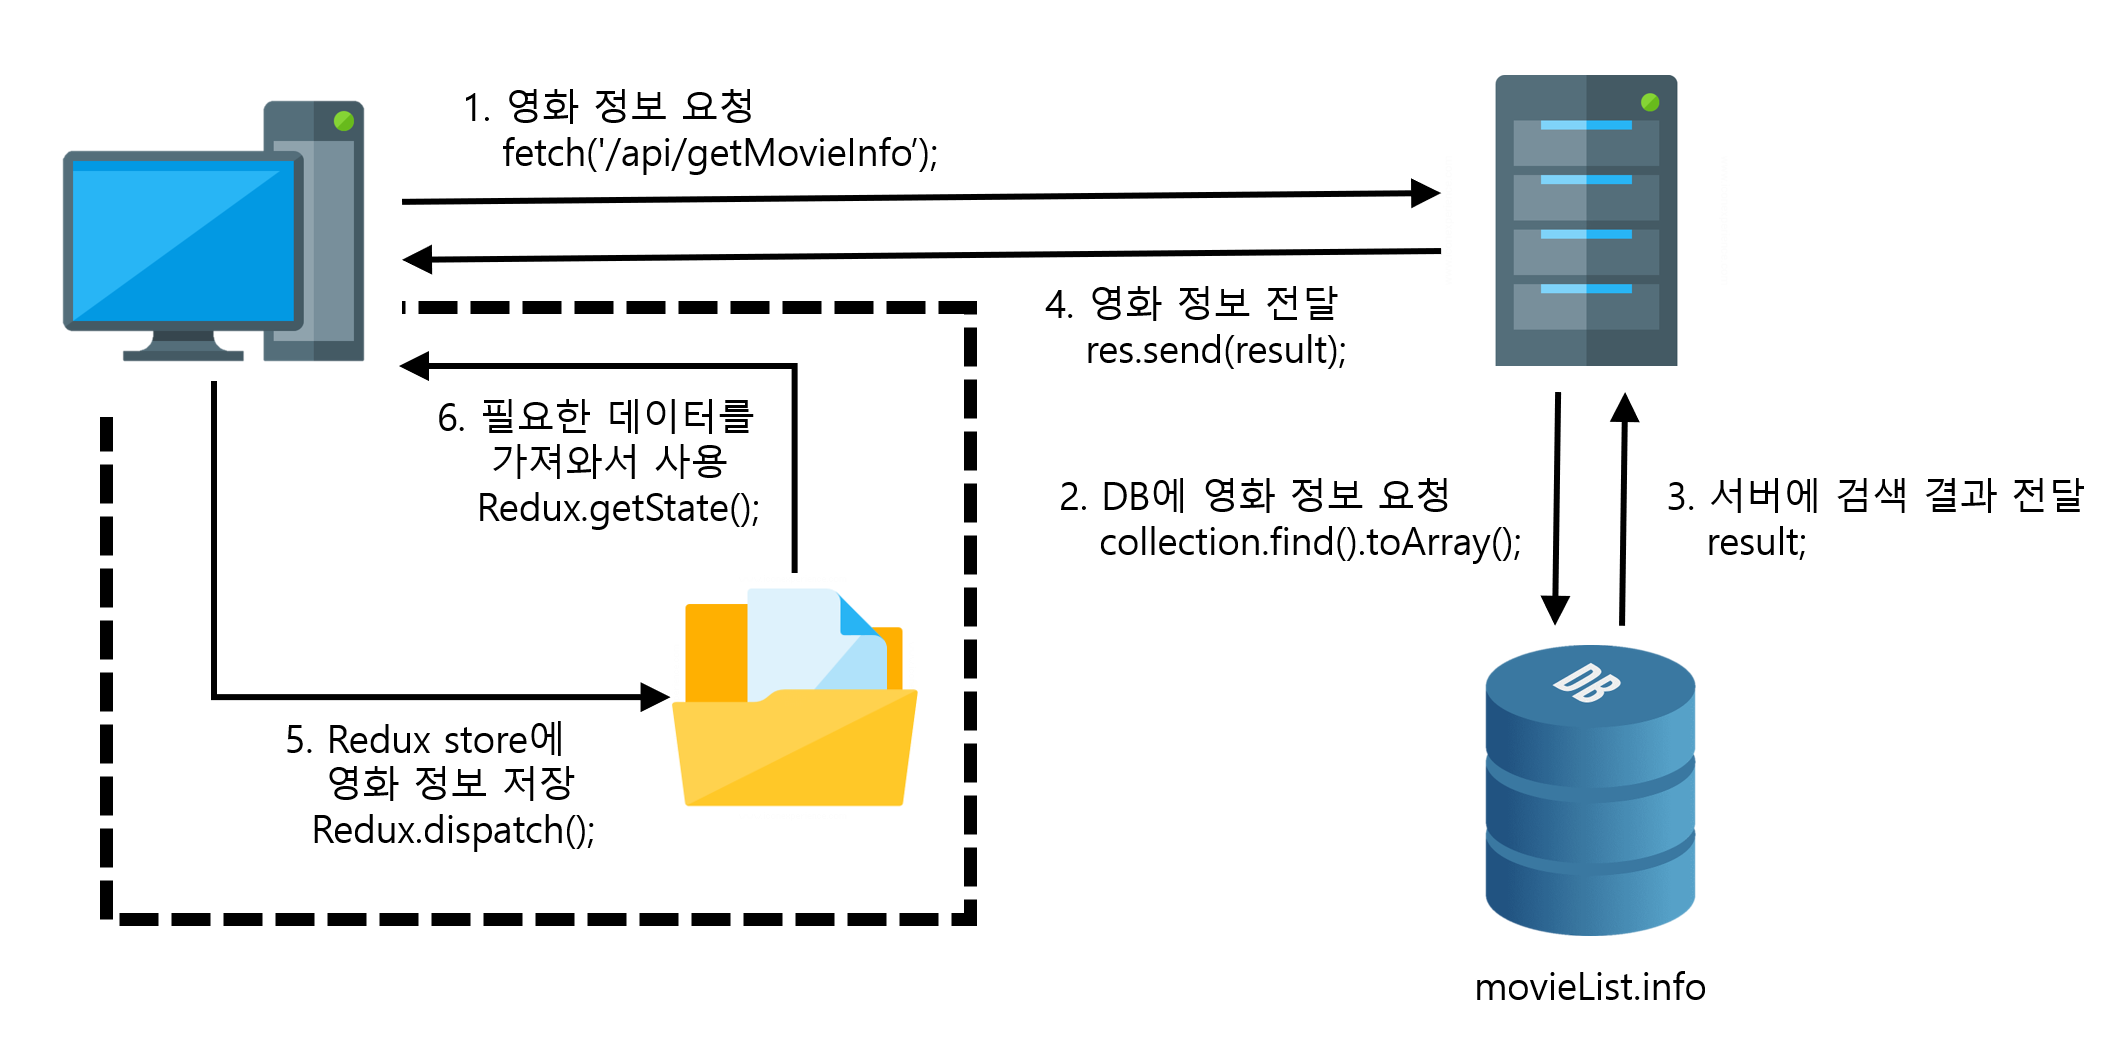 1. 영화 정보 요청
fetch('/api/getMovieInfo’);
4. 영화 정보 전달
res.send(result);
6. 필요한 데이터를
가져와서 사용
Redux.getState();
2. DB에 영화 정보 요청
collection.find().toArray();
3. 서버에 검색 결과 전달
result;
5. Redux store에
영화 정보 저장
Redux.dispatch();
DB
movieList.info